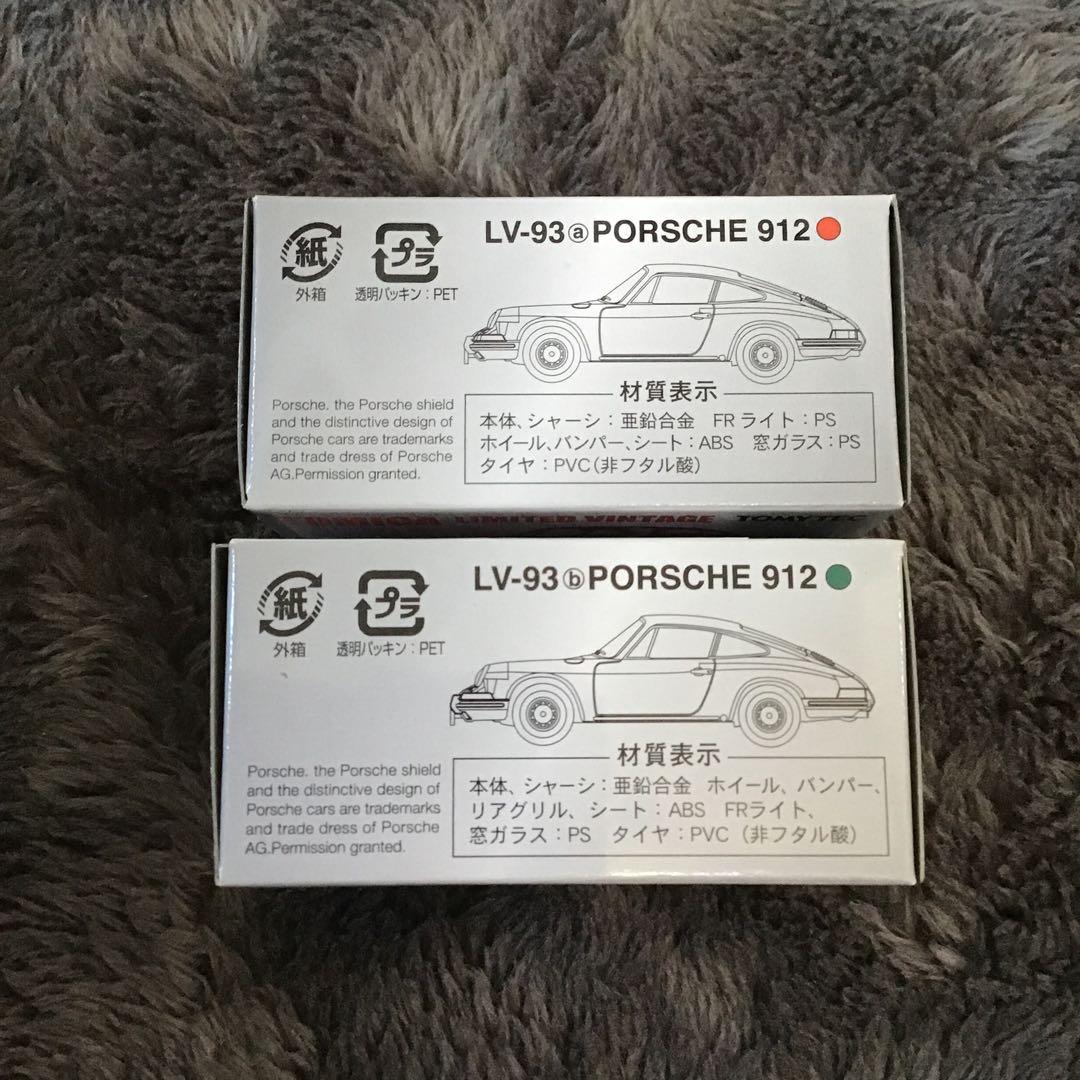 LV-93ⓐPORSCHE 912
紙
プラ
外箱
透明パッキン：PET
材質表示
本体、シャーシ：亜鉛合金　FRライト：PS
ホイール、バンパー、シート：ABS　窓ガラス：PS
タイヤ：PVC（非フタル酸）
Porsche. the Porsche shield
and the distinctive design of
Porsche cars are trademarks
and trade dress of Porsche
AG.Permission granted.
LIMITED VINTAGE
TOMYTEC
LV-93ⓑPORSCHE 912
紙
プラ
外箱
透明パッキン：PET
材質表示
本体、シャーシ：亜鉛合金　ホイール、バンパー、
リアグリル、シート：ABS　FRライト、
窓ガラス：PS　タイヤ：PVC（非フタル酸）
Porsche. the Porsche shield
and the distinctive design of
Porsche cars are trademarks
and trade dress of Porsche
AG.Permission granted.